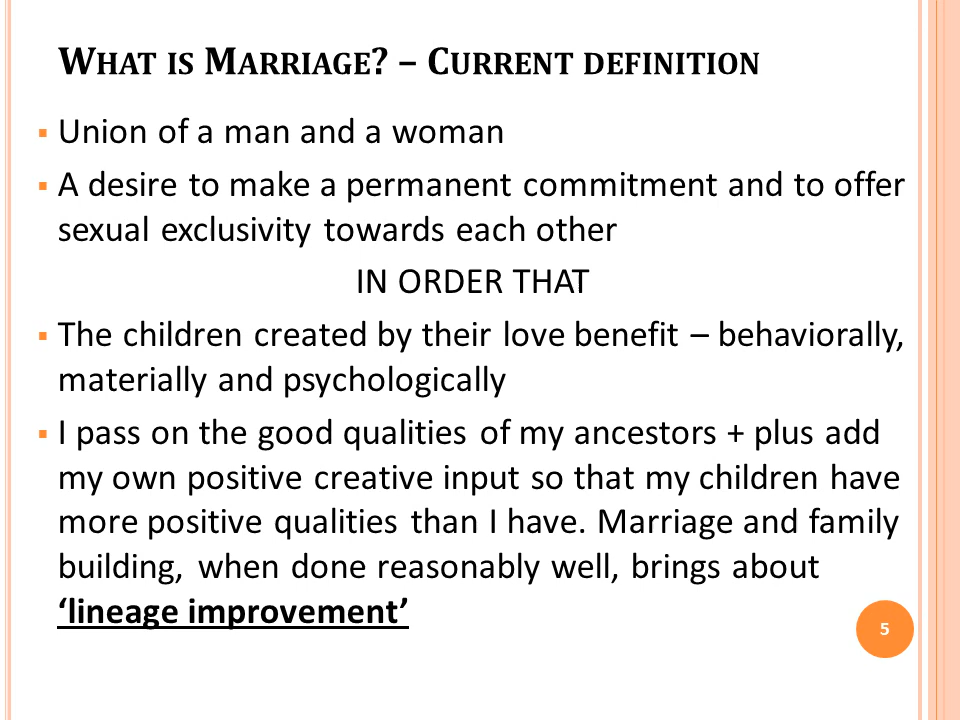 WHAT IS MARRIAGE? – CURRENT DEFINITION
▪ Union of a man and a woman
▪ A desire to make a permanent commitment and to offer
sexual exclusivity towards each other
IN ORDER THAT
▪ The children created by their love benefit – behaviorally,
materially and psychologically
▪ I pass on the good qualities of my ancestors + plus add
my own positive creative input so that my children have
more positive qualities than I have. Marriage and family
building, when done reasonably well, brings about
‘lineage improvement’
5